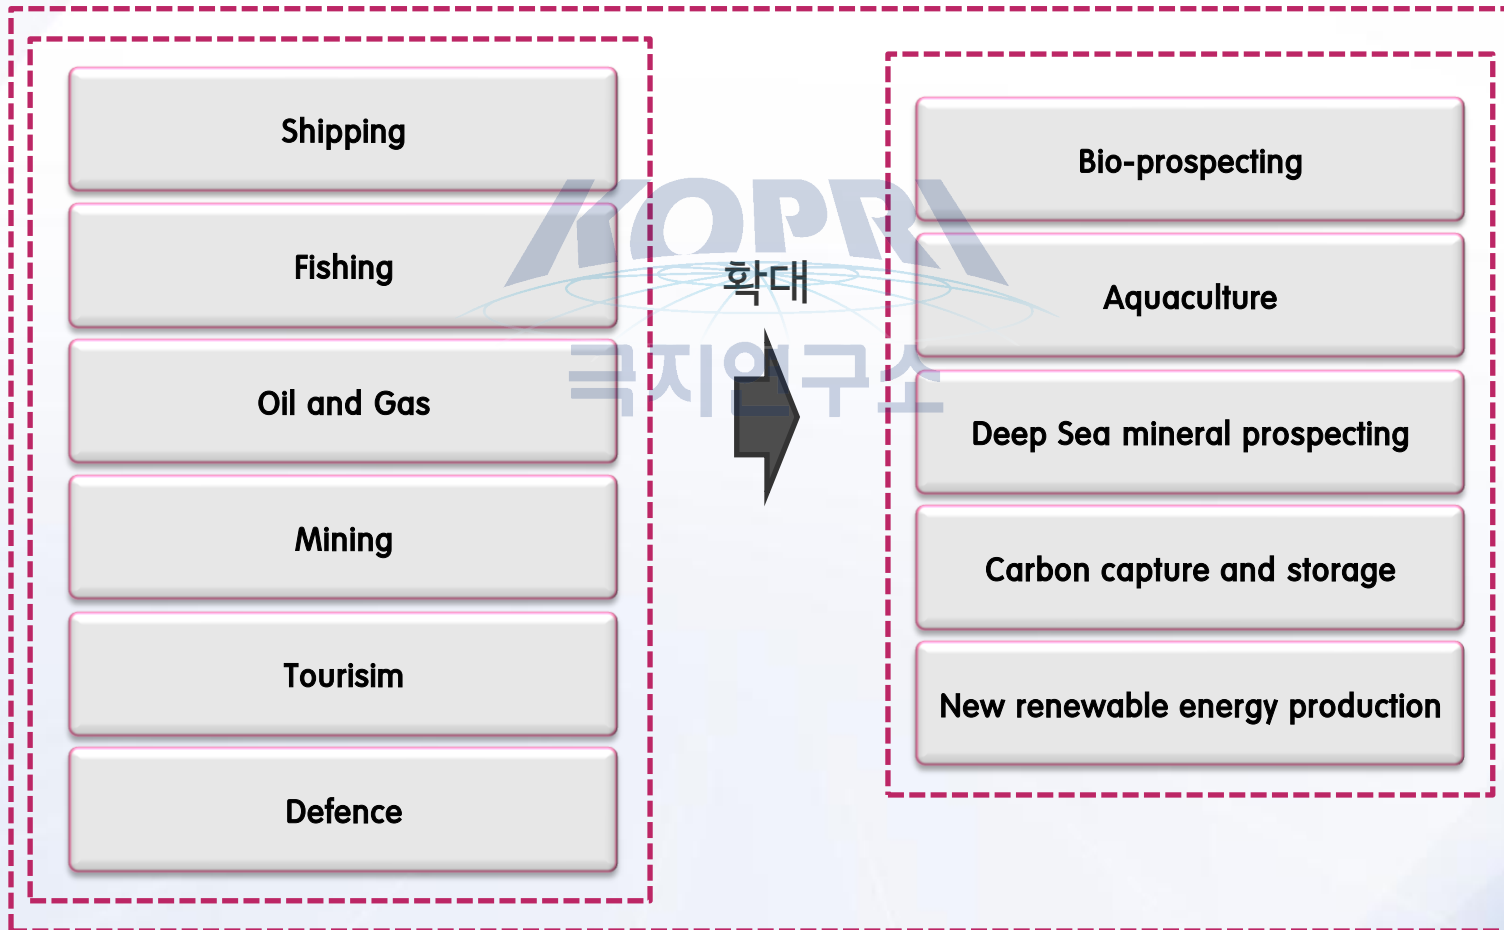 Shipping
Fishing
Oil and Gas
Mining
Tourisim
Defence
KOPRI
확대
극지연구소
Bio-prospecting
Aquaculture
Deep Sea mineral prospecting
Carbon capture and storage
New renewable energy production